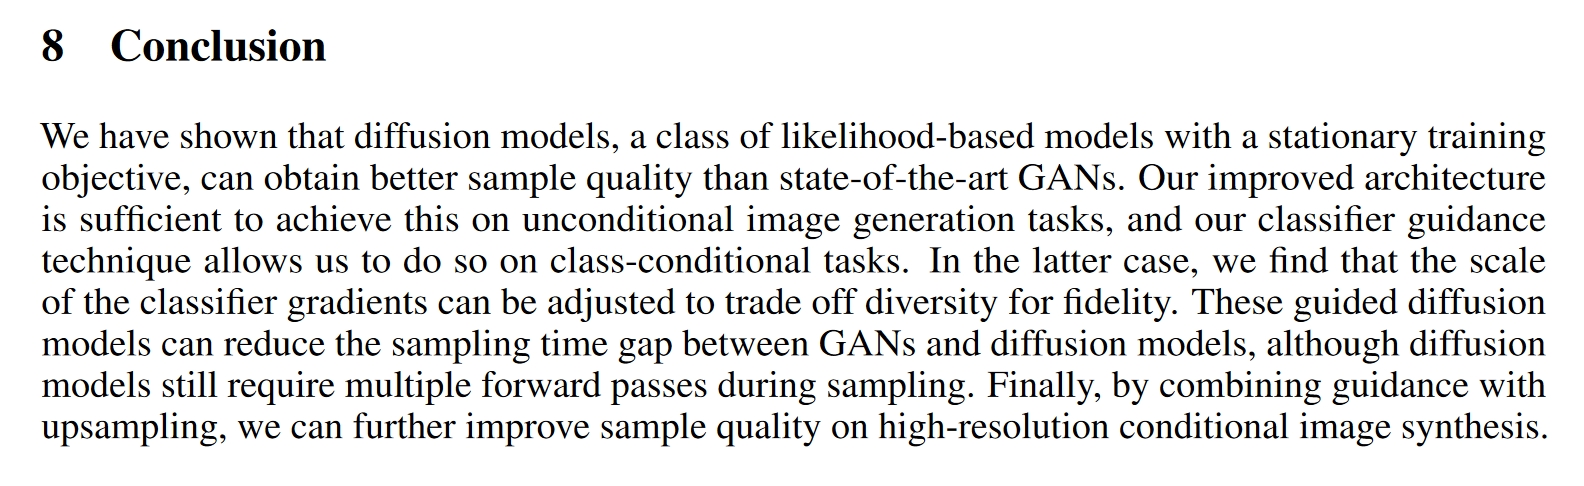 8 Conclusion
We have shown that diffusion models, a class of likelihood-based models with a stationary training
objective, can obtain better sample quality than state-of-the-art GANs. Our improved architecture
is sufficient to achieve this on unconditional image generation tasks, and our classifier guidance
technique allows us to do so on class-conditional tasks. In the latter case, we find that the scale
of the classifier gradients can be adjusted to trade off diversity for fidelity. These guided diffusion
models can reduce the sampling time gap between GANs and diffusion models, although diffusion
models still require multiple forward passes during sampling. Finally, by combining guidance with
upsampling, we can further improve sample quality on high-resolution conditional image synthesis.